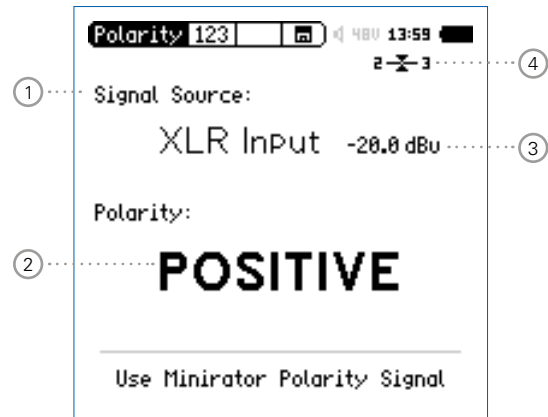 Polarity 123 48V 13:59
2 3 4
1 Signal Source:
XLR Input -20.0 dBu 3
Polarity:
2 POSITIVE
Use Minirator Polarity Signal